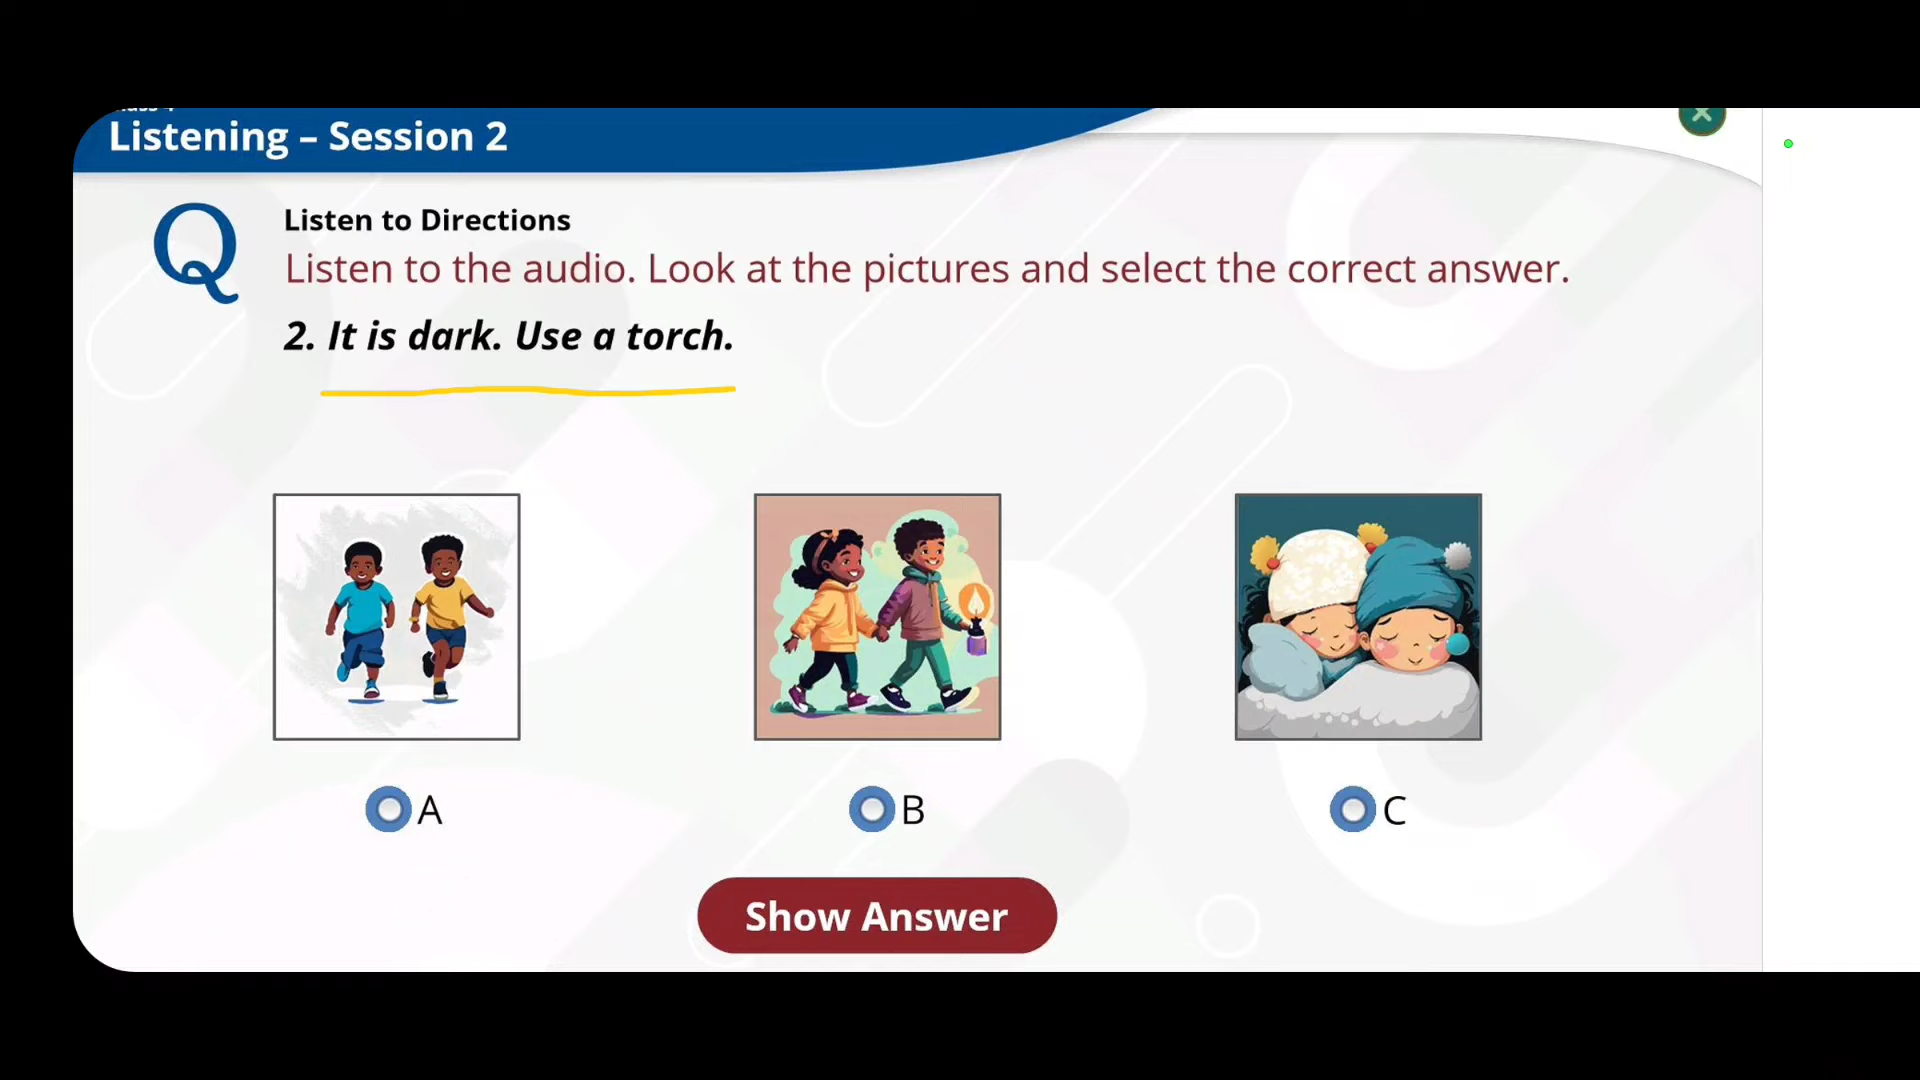 Listening – Session 2
Q
Listen to Directions
Listen to the audio. Look at the pictures and select the correct answer.
2. It is dark. Use a torch.
A
B
C
Show Answer